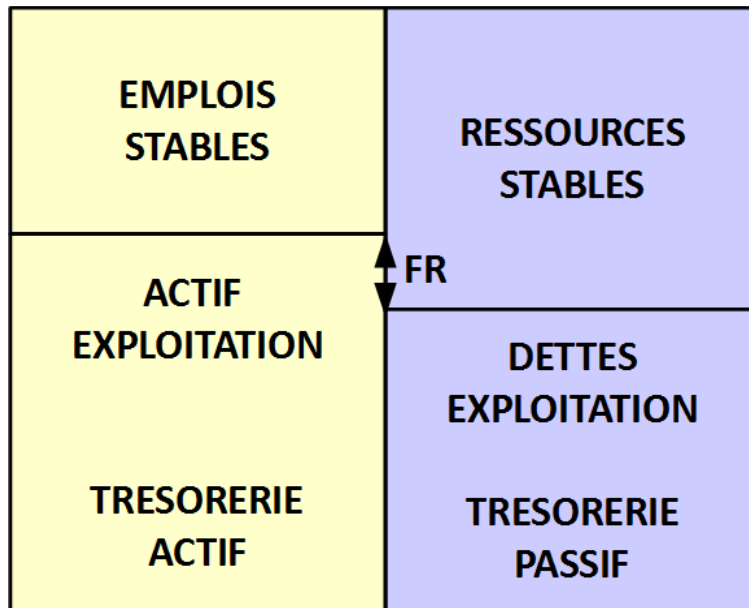 EMPLOIS
STABLES
ACTIF
EXPLOITATION
TRESORERIE
ACTIF
RESSOURCES
STABLES
FR
DETTES
EXPLOITATION
TRESORERIE
PASSIF